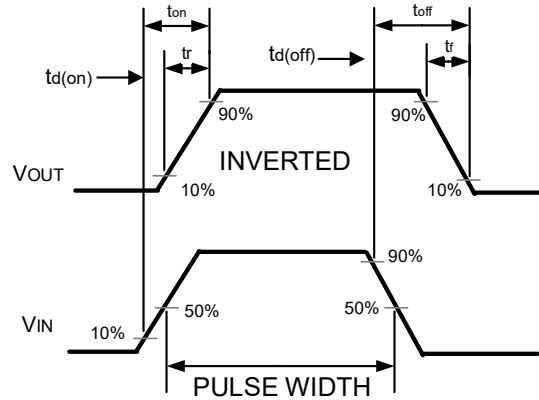 ton
toff
tr
td(off)
tf
td(on)
90%
90%
INVERTED
VOUT
10%
10%
90%
50%
50%
VIN
10%
PULSE WIDTH